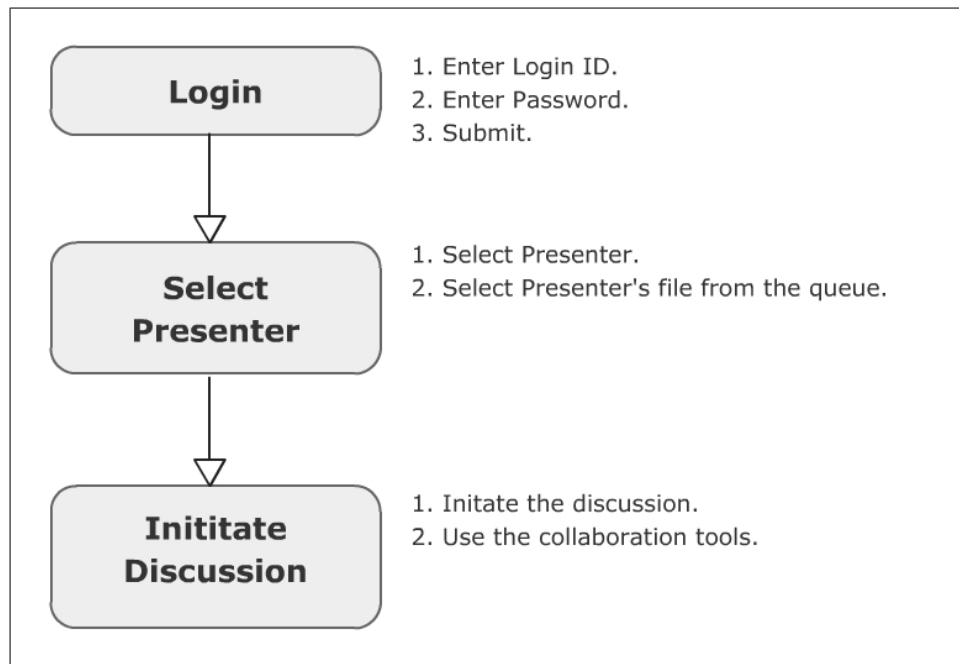 Login
1. Enter Login ID.
2. Enter Password.
3. Submit.
Select
Presenter
1. Select Presenter.
2. Select Presenter's file from the queue.
Inititate
Discussion
1. Initate the discussion.
2. Use the collaboration tools.